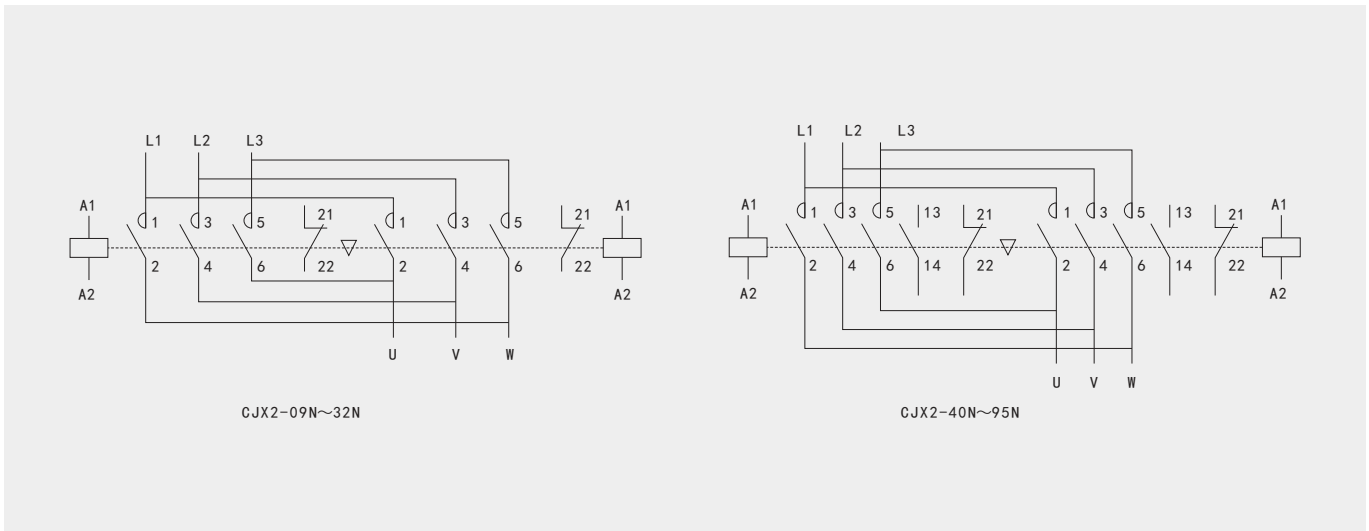 L1 L2 L3
A1 1 3 5 21 1 3 5 21 A1
2 4 6 22 2 4 6 22
A2 A2
U V W
CJX2-09N～32N
L1 L2 L3
A1 1 3 5 13 21 1 3 5 13 21 A1
2 4 6 14 22 2 4 6 14 22
A2 A2
U V W
CJX2-40N～95N